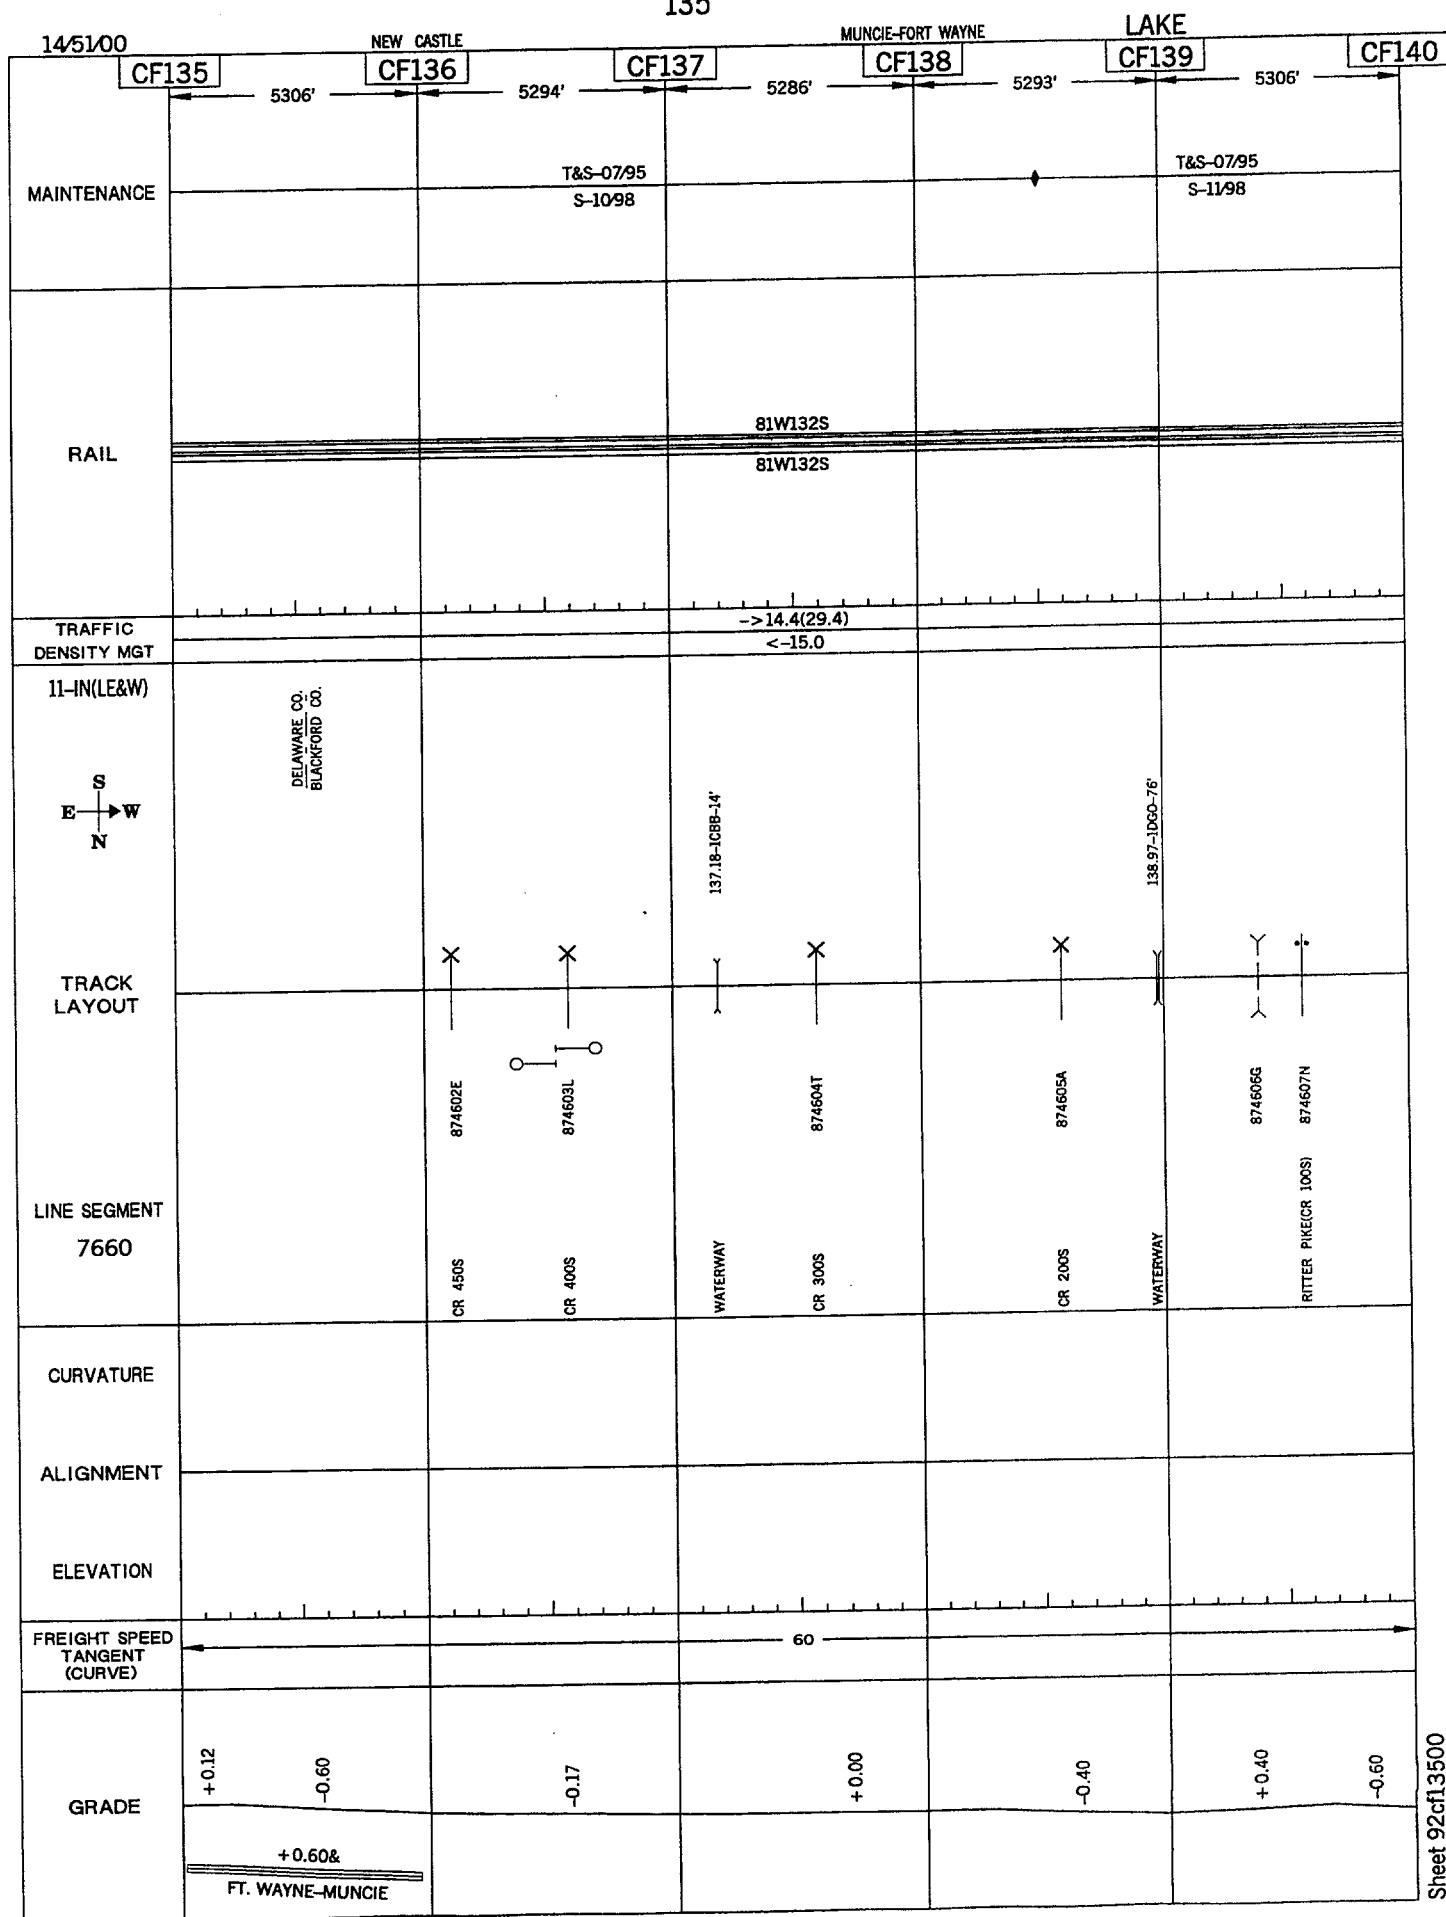 135
14/51/00
NEW CASTLE
MUNCIE-FORT WAYNE
LAKE
CF135
CF136
CF137
CF138
CF139
CF140
5306'
5294'
5286'
5293'
5306'
MAINTENANCE
T&S-07/95
S-10/98
T&S-07/95
S-11/98
RAIL
81W132S
81W132S
TRAFFIC
DENSITY MGT
->14.4(29.4)
<-15.0
11-IN(LE&W)
DELAWARE CO.
BLACKFORD CO.
S
E W
N
137.18-1CBB-14'
138.97-1DGO-76'
TRACK
LAYOUT
874602E
874603L
874604T
874605A
874606G
874607N
LINE SEGMENT
7660
CR 450S
CR 400S
WATERWAY
CR 300S
CR 200S
WATERWAY
RITTER PIKE(CR 100S)
CURVATURE
ALIGNMENT
ELEVATION
FREIGHT SPEED
TANGENT
(CURVE)
60
GRADE
+0.12
-0.60
-0.17
+0.00
-0.40
+0.40
-0.60
+0.60&
FT. WAYNE-MUNCIE
Sheet 92cf13500